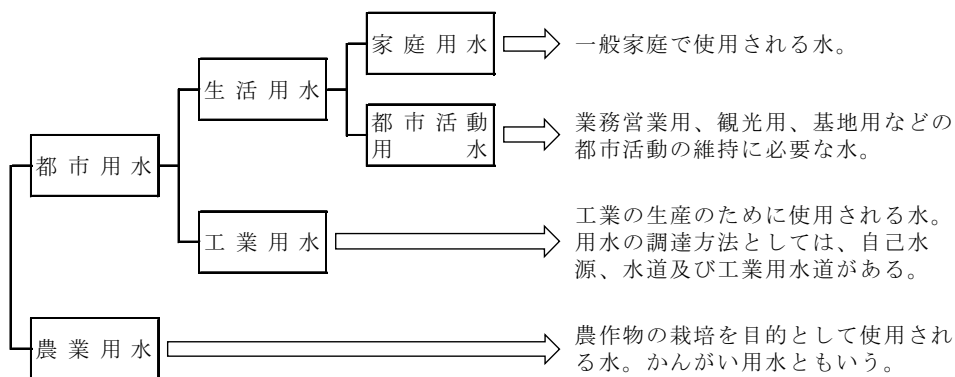 家庭用水
一般家庭で使用される水。
生活用水
都市活動
用水
業務営業用、観光用、基地用などの
都市活動の維持に必要な水。
都市用水
工業用水
工業の生産のために使用される水。
用水の調達方法としては、自己水
源、水道及び工業用水道がある。
農業用水
農作物の栽培を目的として使用され
る水。かんがい用水ともいう。